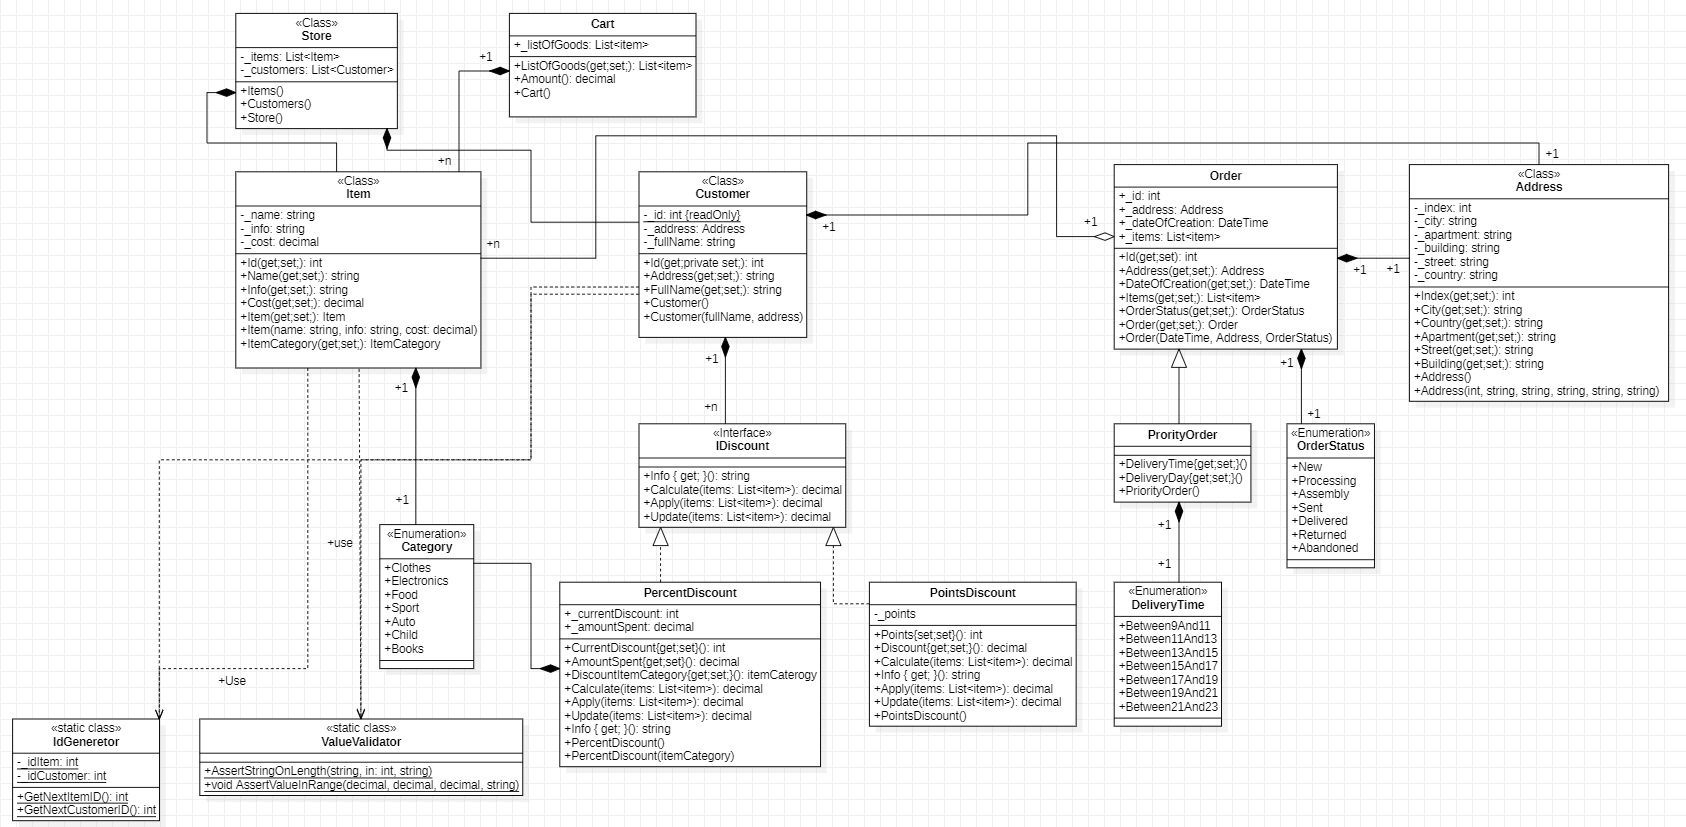 «Class»
Store
-_items: List<Item>
-_customers: List<Customer>
+Items()
+Customers()
+Store()
Cart
+_listOfGoods: List<item>
+ListOfGoods(get;set;): List<item>
+Amount(): decimal
+Cart()
+1
+n
«Class»
Item
-_name: string
-_info: string
-_cost: decimal
+Id(get;set;): int
+Name(get;set;): string
+Info(get;set;): string
+Cost(get;set;): decimal
+Item(get;set;): Item
+Item(name: string, info: string, cost: decimal)
+ItemCategory(get;set;): ItemCategory
+n
«Class»
Customer
-_id: int {readOnly}
-_address: Address
-_fullName: string
+Id(get;private set;): int
+Address(get;set;): string
+FullName(get;set;): string
+Customer()
+Customer(fullName, address)
+1
+1
Order
+_id: int
+_address: Address
+_dateOfCreation: DateTime
+_items: List<item>
+Id(get;set): int
+Address(get;set;): Address
+DateOfCreation(get;set;): DateTime
+Items(get;set;): List<item>
+OrderStatus(get;set;): OrderStatus
+Order(get;set;): Order
+Order(DateTime, Address, OrderStatus)
+1
+1
+1
«Class»
Address
-_index: int
-_city: string
-_apartment: string
-_building: string
-_street: string
-_country: string
+Index(get;set;): int
+City(get;set;): string
+Country(get;set;): string
+Apartment(get;set;): string
+Street(get;set;): string
+Building(get;set;): string
+Address()
+Address(int, string, string, string, string, string)
+1
+1
+1
+n
+1
+1
«Interface»
IDiscount
+Info { get; }(): string
+Calculate(items: List<item>): decimal
+Apply(items: List<item>): decimal
+Update(items: List<item>): decimal
ProrityOrder
+DeliveryTime{get;set;}()
+DeliveryDay{get;set;}()
+PriorityOrder()
«Enumeration»
OrderStatus
+New
+Processing
+Assembly
+Sent
+Delivered
+Returned
+Abandoned
+1
+use
«Enumeration»
Category
+Clothes
+Electronics
+Food
+Sport
+Auto
+Child
+Books
+1
+1
PercentDiscount
+_currentDiscount: int
+_amountSpent: decimal
+CurrentDiscount{get;set}(): int
+AmountSpent{get;set}(): decimal
+DiscountItemCategory{get;set;}(): itemCaterogy
+Calculate(items: List<item>): decimal
+Apply(items: List<item>): decimal
+Update(items: List<item>): decimal
+Info { get; }(): string
+PercentDiscount()
+PercentDiscount(itemCategory)
PointsDiscount
-_points
+Points{set;set}(): int
+Discount{get;set;}(): decimal
+Calculate(items: List<item>): decimal
+Info { get; }(): string
+Apply(items: List<item>): decimal
+Update(items: List<item>): decimal
+PointsDiscount()
«Enumeration»
DeliveryTime
+Between9And11
+Between11And13
+Between13And15
+Between15And17
+Between17And19
+Between19And21
+Between21And23
+Use
«static class»
IdGeneretor
-_idItem: int
-_idCustomer: int
+GetNextItemID(): int
+GetNextCustomerID(): int
«static class»
ValueValidator
+AssertStringOnLength(string, in: int, string)
+void AssertValueInRange(decimal, decimal, decimal, string)